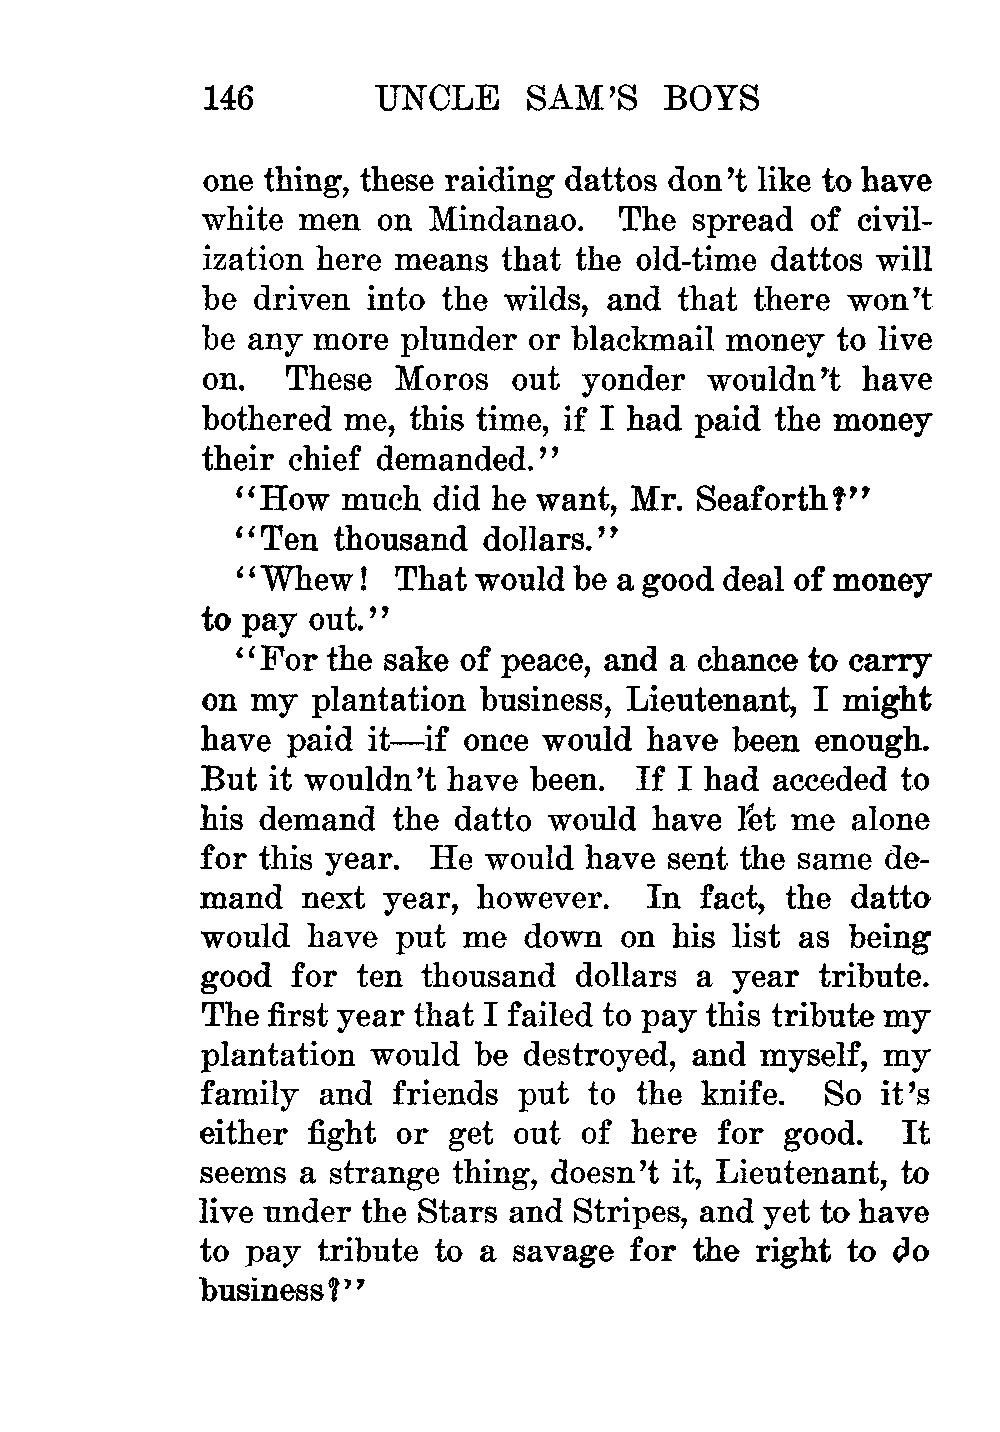 146 UNCLE SAM'S BOYS
one thing, these raiding dattos don't like to have
white men on Mindanao. The spread of civil-
ization here means that the old-time dattos will
be driven into the wilds, and that there won't
be any more plunder or blackmail money to live
on. These Moros out yonder wouldn't have
bothered me, this time, if I had paid the money
their chief demanded."
"How much did he want, Mr. Seaforth?"
"Ten thousand dollars."
"Whew! That would be a good deal of money
to pay out."
"For the sake of peace, and a chance to carry
on my plantation business, Lieutenant, I might
have paid it—if once would have been enough.
But it wouldn't have been. If I had acceded to
his demand the datto would have let me alone
for this year. He would have sent the same de-
mand next year, however. In fact, the datto
would have put me down on his list as being
good for ten thousand dollars a year tribute.
The first year that I failed to pay this tribute my
plantation would be destroyed, and myself, my
family and friends put to the knife. So it's
either fight or get out of here for good. It
seems a strange thing, doesn't it, Lieutenant, to
live under the Stars and Stripes, and yet to have
to pay tribute to a savage for the right to do
business?"